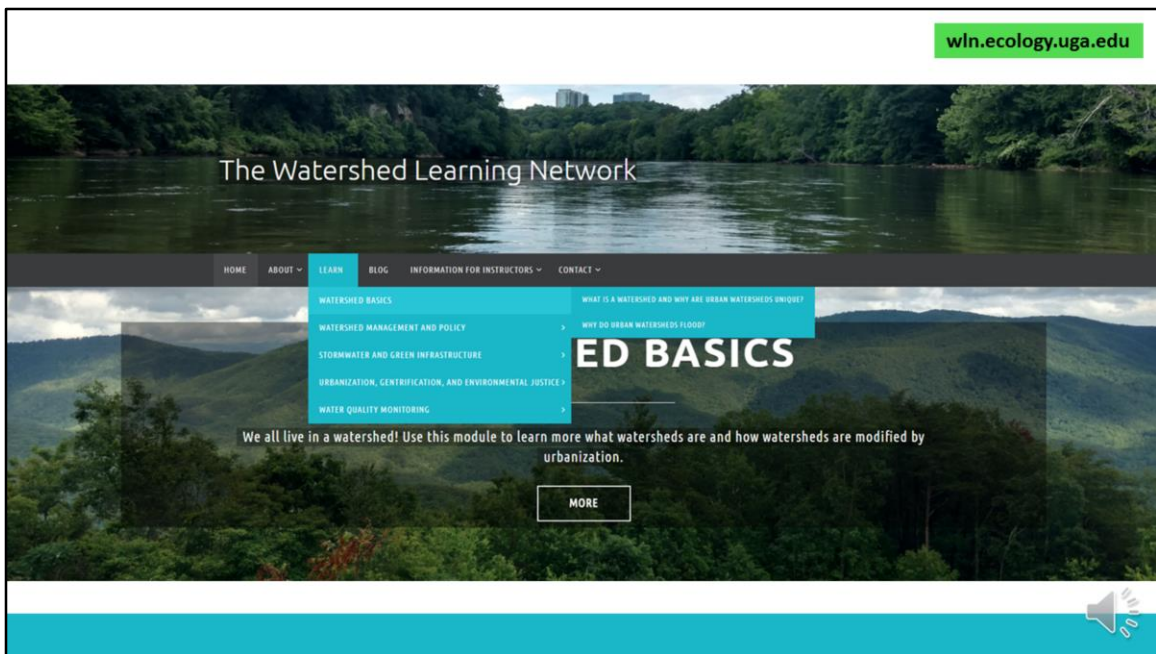 wln.ecology.uga.edu
The Watershed Learning Network
HOME ABOUT LEARN BLOG INFORMATION FOR INSTRUCTORS CONTACT
WATERSHED BASICS
WHAT IS A WATERSHED AND WHY ARE URBAN WATERSHEDS UNIQUE?
WATERSHED MANAGEMENT AND POLICY
WHY DO URBAN WATERSHEDS FLOOD?
STORMWATER AND GREEN INFRASTRUCTURE
ED BASICS
URBANIZATION, GENTRIFICATION, AND ENVIRONMENTAL JUSTICE
WATER QUALITY MONITORING
We all live in a watershed! Use this module to learn more what watersheds are and how watersheds are modified by
urbanization.
MORE